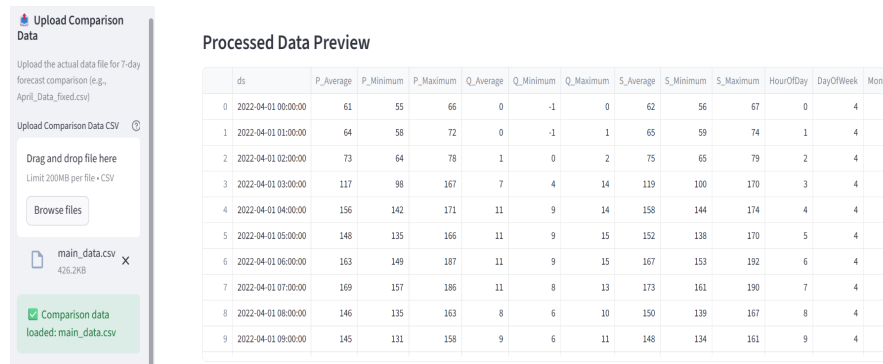 📤 Upload Comparison
Data
Upload the actual data file for 7-day
forecast comparison (e.g.,
April_Data_fixed.csv)
Upload Comparison Data CSV
Drag and drop file here
Limit 200MB per file • CSV
Browse files
main_data.csv
426.2KB
✅ Comparison data
loaded: main_data.csv
Processed Data Preview
ds P_Average P_Minimum P_Maximum Q_Average Q_Minimum Q_Maximum S_Average S_Minimum S_Maximum HourOfDay DayOfWeek Mon
0 2022-04-01 00:00:00 61 55 66 0 -1 0 62 56 67 0 4
1 2022-04-01 01:00:00 64 58 72 0 -1 1 65 59 74 1 4
2 2022-04-01 02:00:00 73 64 78 1 0 2 75 65 79 2 4
3 2022-04-01 03:00:00 117 98 167 7 4 14 119 100 170 3 4
4 2022-04-01 04:00:00 156 142 171 11 9 14 158 144 174 4 4
5 2022-04-01 05:00:00 148 135 166 11 9 15 152 138 170 5 4
6 2022-04-01 06:00:00 163 149 187 11 9 15 167 153 192 6 4
7 2022-04-01 07:00:00 169 157 186 11 8 13 173 161 190 7 4
8 2022-04-01 08:00:00 146 135 163 8 6 10 150 139 167 8 4
9 2022-04-01 09:00:00 145 131 158 9 6 11 148 134 161 9 4